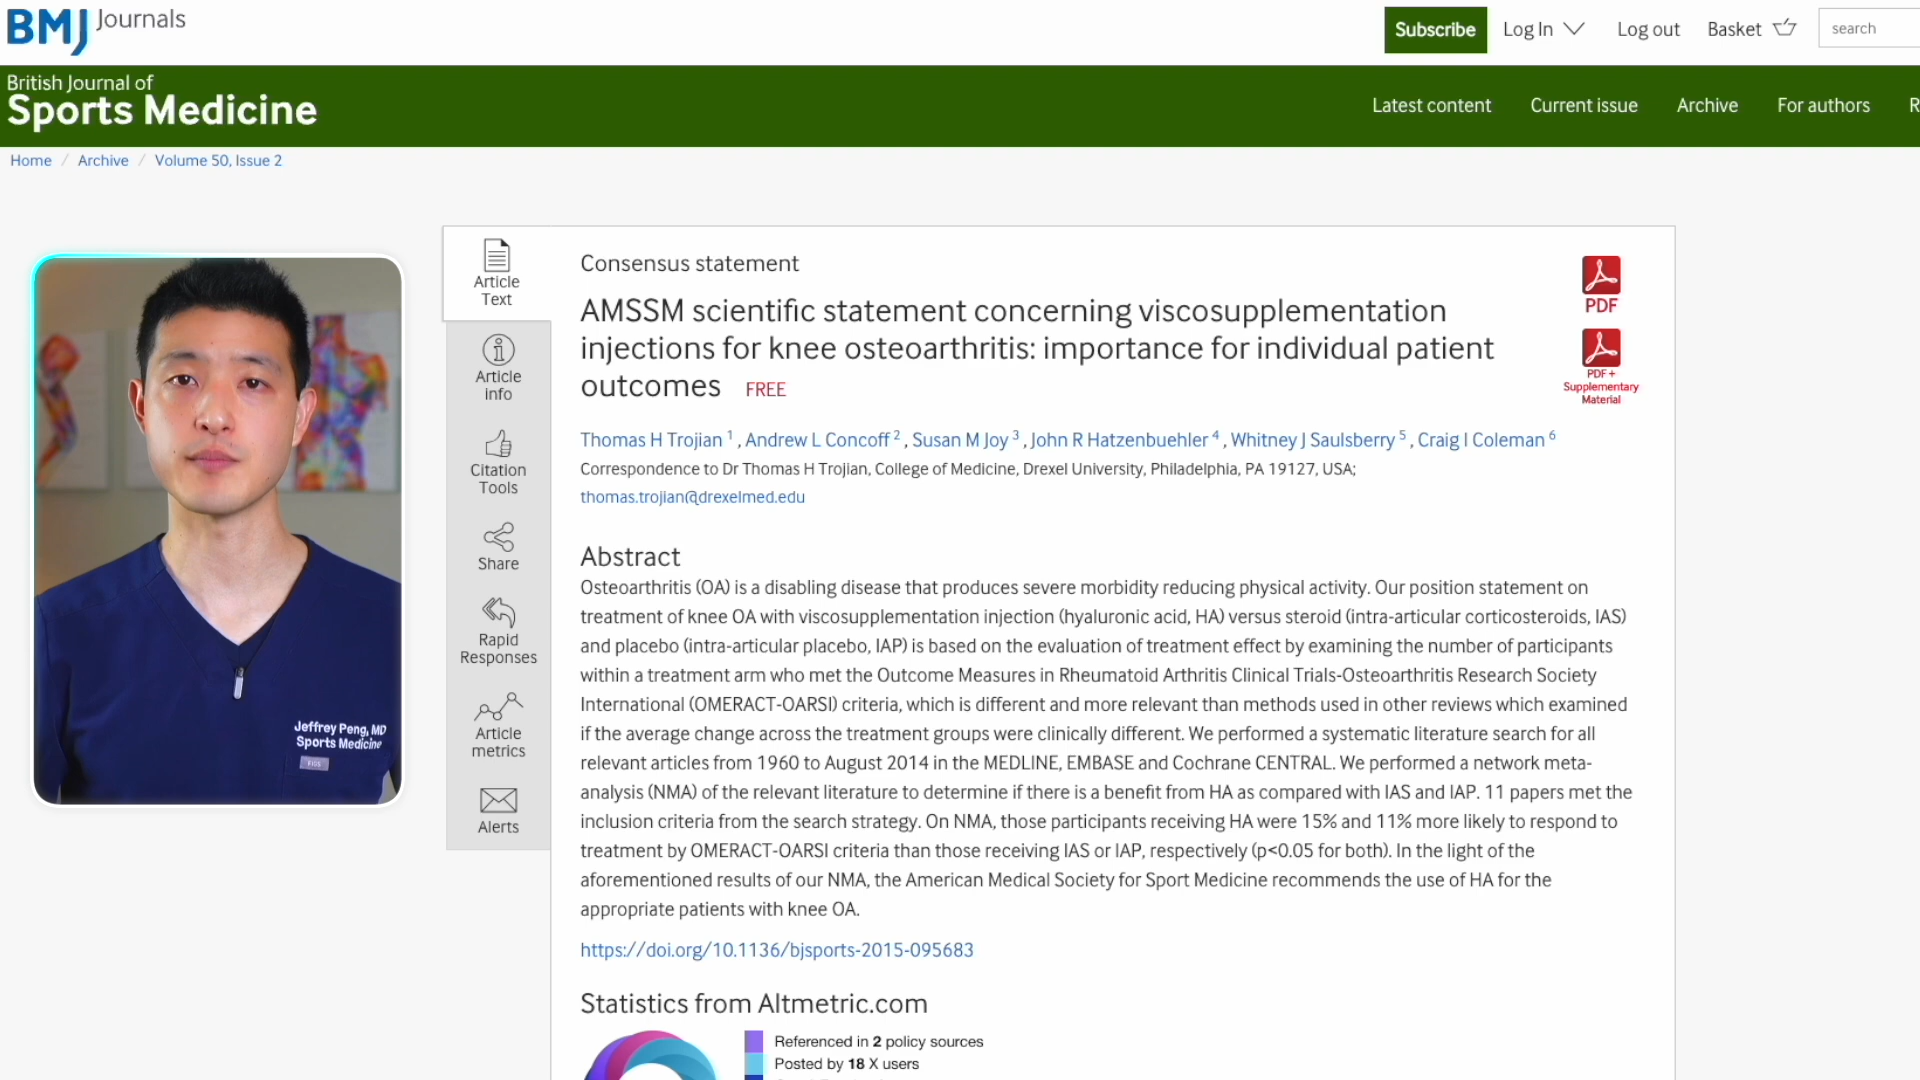 BMJ Journals
Subscribe
Log In
Log out
Basket
search
British Journal of
Sports Medicine
Latest content
Current issue
Archive
For authors
R
Home / Archive / Volume 50, Issue 2
Article
Text
Article
info
Citation
Tools
Share
Rapid
Responses
Article
metrics
Alerts
Consensus statement
AMSSM scientific statement concerning viscosupplementation
injections for knee osteoarthritis: importance for individual patient
outcomes FREE
PDF
PDF +
Supplementary
Material
Thomas H Trojian 1 , Andrew L Concoff 2 , Susan M Joy 3 , John R Hatzenbuehler 4 , Whitney J Saulsberry 5 , Craig I Coleman 6
Correspondence to Dr Thomas H Trojian, College of Medicine, Drexel University, Philadelphia, PA 19127, USA;
thomas.trojian@drexelmed.edu
Abstract
Osteoarthritis (OA) is a disabling disease that produces severe morbidity reducing physical activity. Our position statement on
treatment of knee OA with viscosupplementation injection (hyaluronic acid, HA) versus steroid (intra-articular corticosteroids, IAS)
and placebo (intra-articular placebo, IAP) is based on the evaluation of treatment effect by examining the number of participants
within a treatment arm who met the Outcome Measures in Rheumatoid Arthritis Clinical Trials-Osteoarthritis Research Society
International (OMERACT-OARSI) criteria, which is different and more relevant than methods used in other reviews which examined
if the average change across the treatment groups were clinically different. We performed a systematic literature search for all
relevant articles from 1960 to August 2014 in the MEDLINE, EMBASE and Cochrane CENTRAL. We performed a network meta-
analysis (NMA) of the relevant literature to determine if there is a benefit from HA as compared with IAS and IAP. 11 papers met the
inclusion criteria from the search strategy. On NMA, those participants receiving HA were 15% and 11% more likely to respond to
treatment by OMERACT-OARSI criteria than those receiving IAS or IAP, respectively (p<0.05 for both). In the light of the
aforementioned results of our NMA, the American Medical Society for Sport Medicine recommends the use of HA for the
appropriate patients with knee OA.
https://doi.org/10.1136/bjsports-2015-095683
Statistics from Altmetric.com
Referenced in 2 policy sources
Posted by 18 X users
Jeffrey Peng, MD
Sports Medicine
FIGS